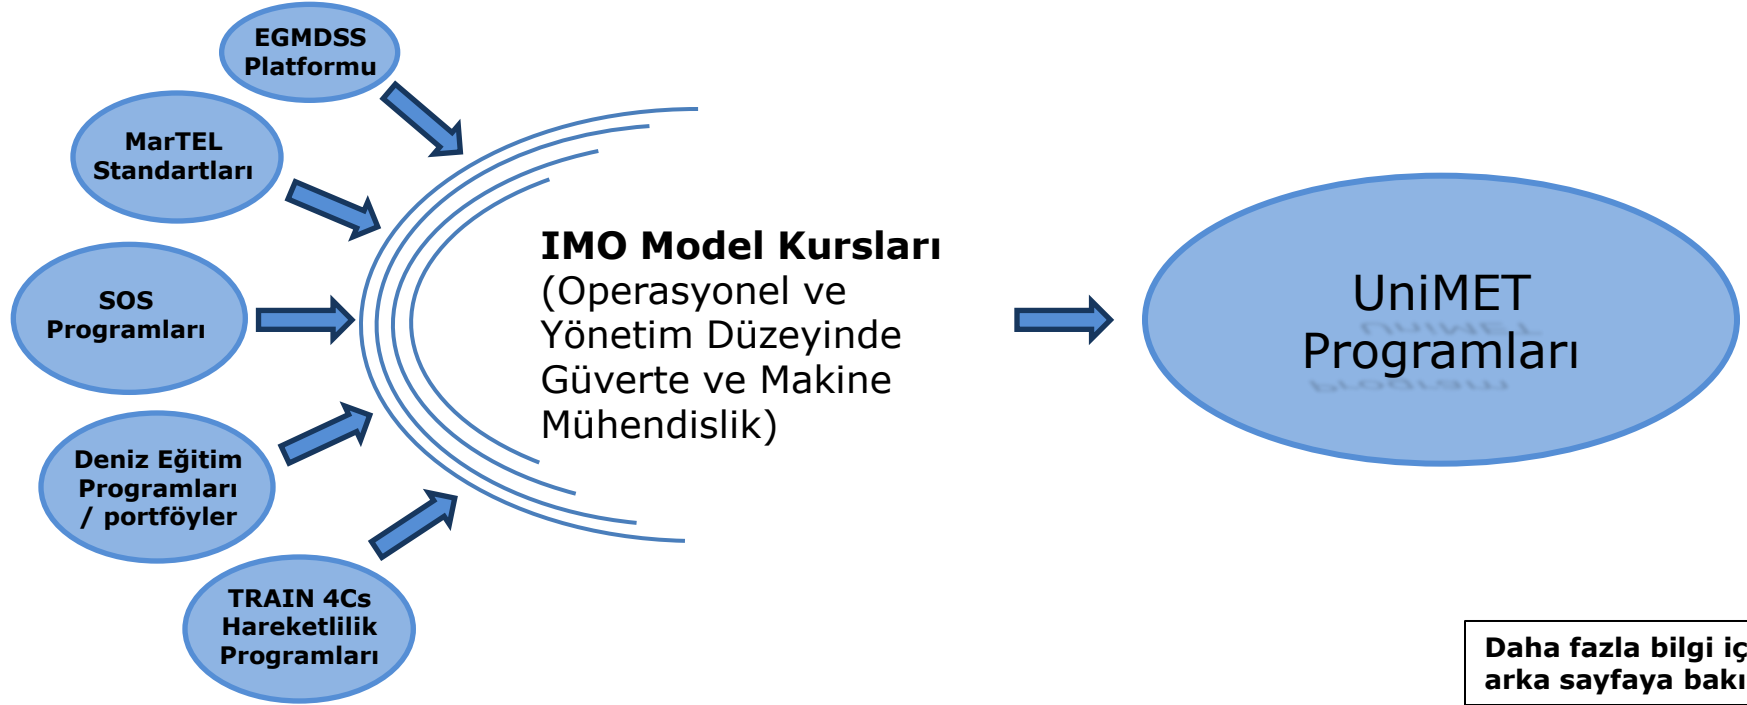 EGMDSS
Platformu
MarTEL
Standartları
SOS
Programları
Deniz Eğitim
Programları
/ portföyler
TRAIN 4Cs
Hareketlilik
Programları
IMO Model Kursları
(Operasyonel ve
Yönetim Düzeyinde
Güverte ve Makine
Mühendislik)
UniMET
Programları
Daha fazla bilgi iç
arka sayfaya bakı